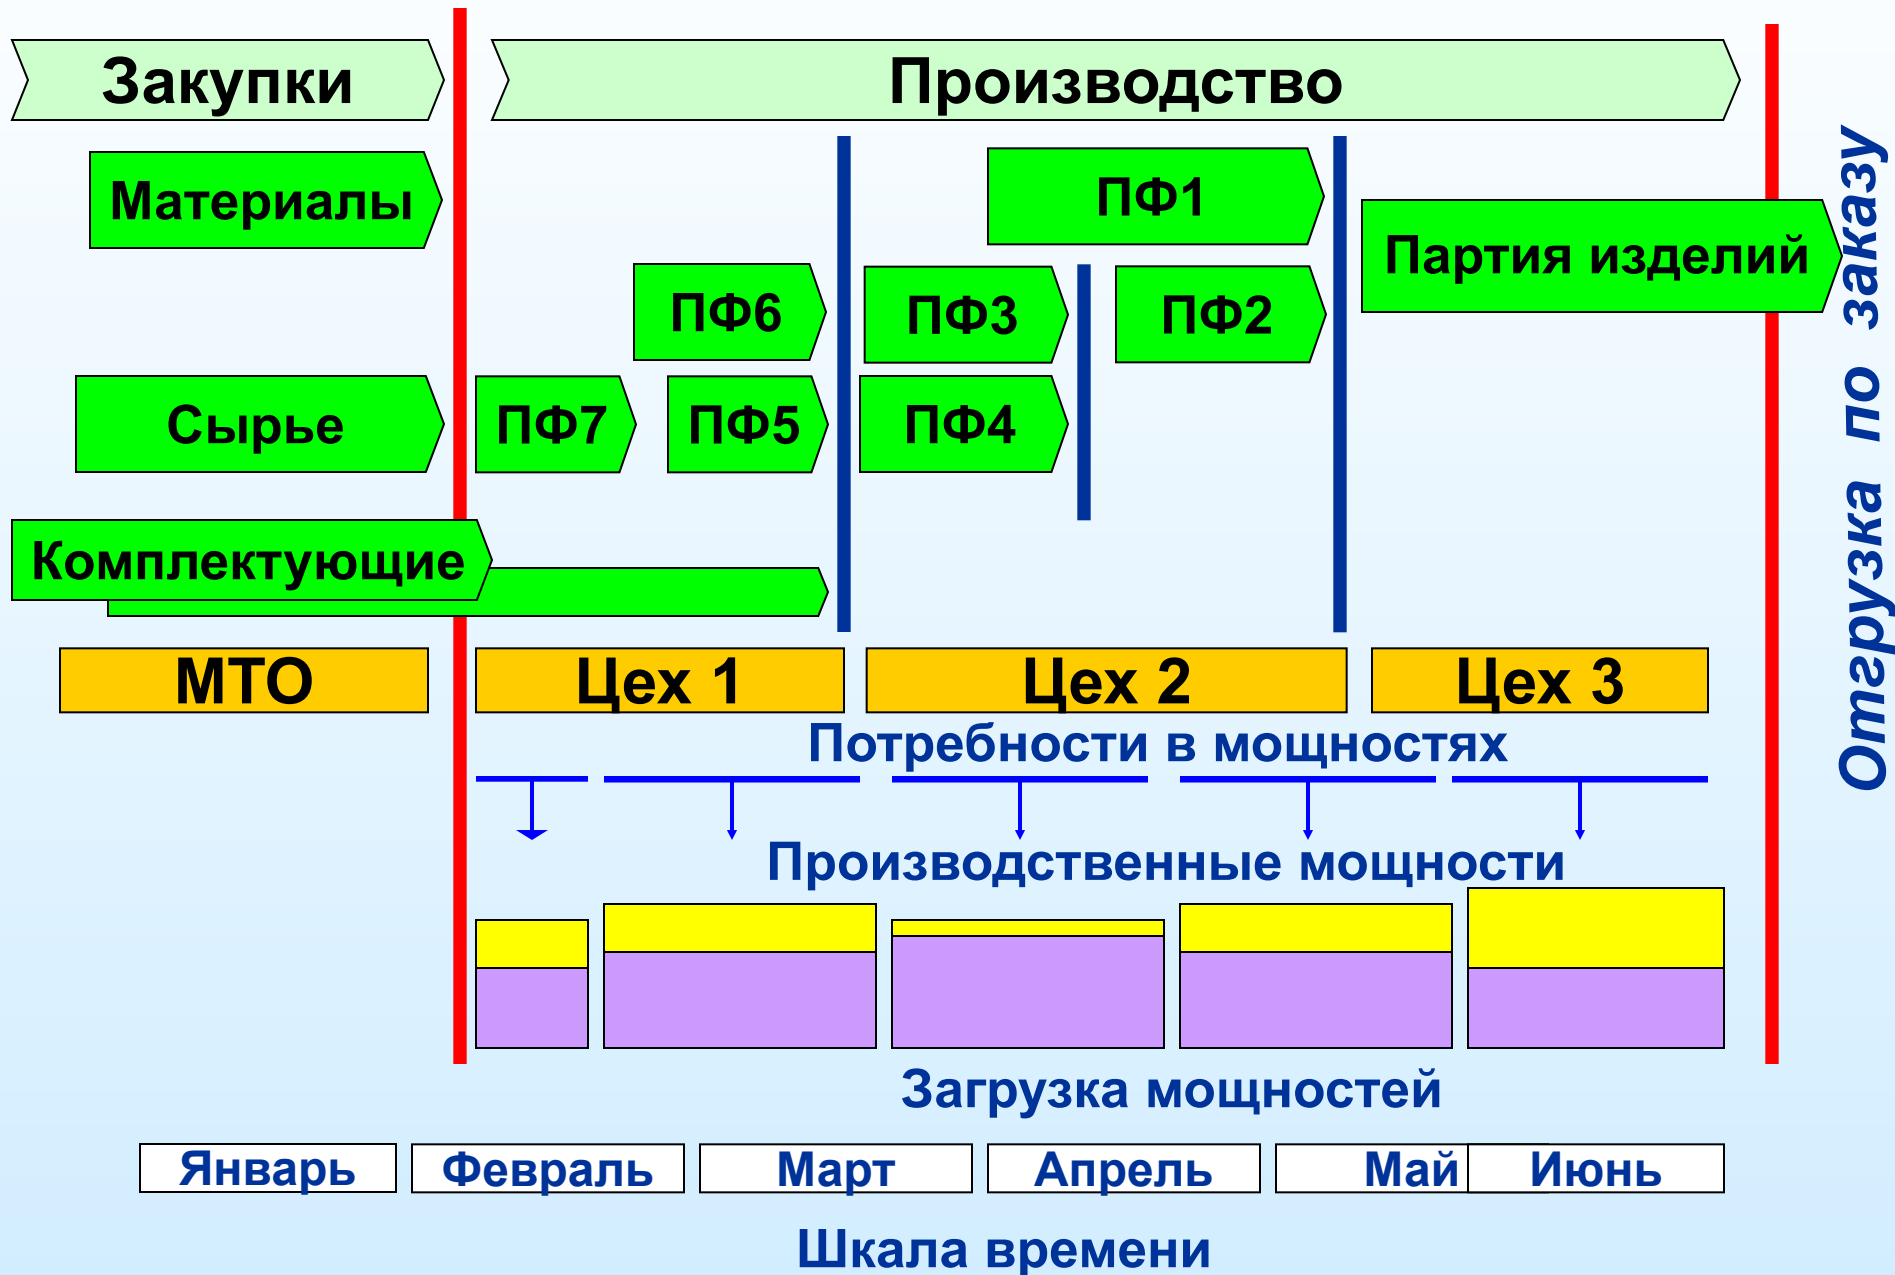 Закупки
Производство
Материалы
ПФ1
Партия изделий
ПФ6
ПФ3
ПФ2
Сырье
ПФ7
ПФ5
ПФ4
Комплектующие
Отгрузка по заказу
МТО
Цех 1
Цех 2
Цех 3
Потребности в мощностях
Производственные мощности
Загрузка мощностей
Январь
Февраль
Март
Апрель
Май
Июнь
Шкала времени